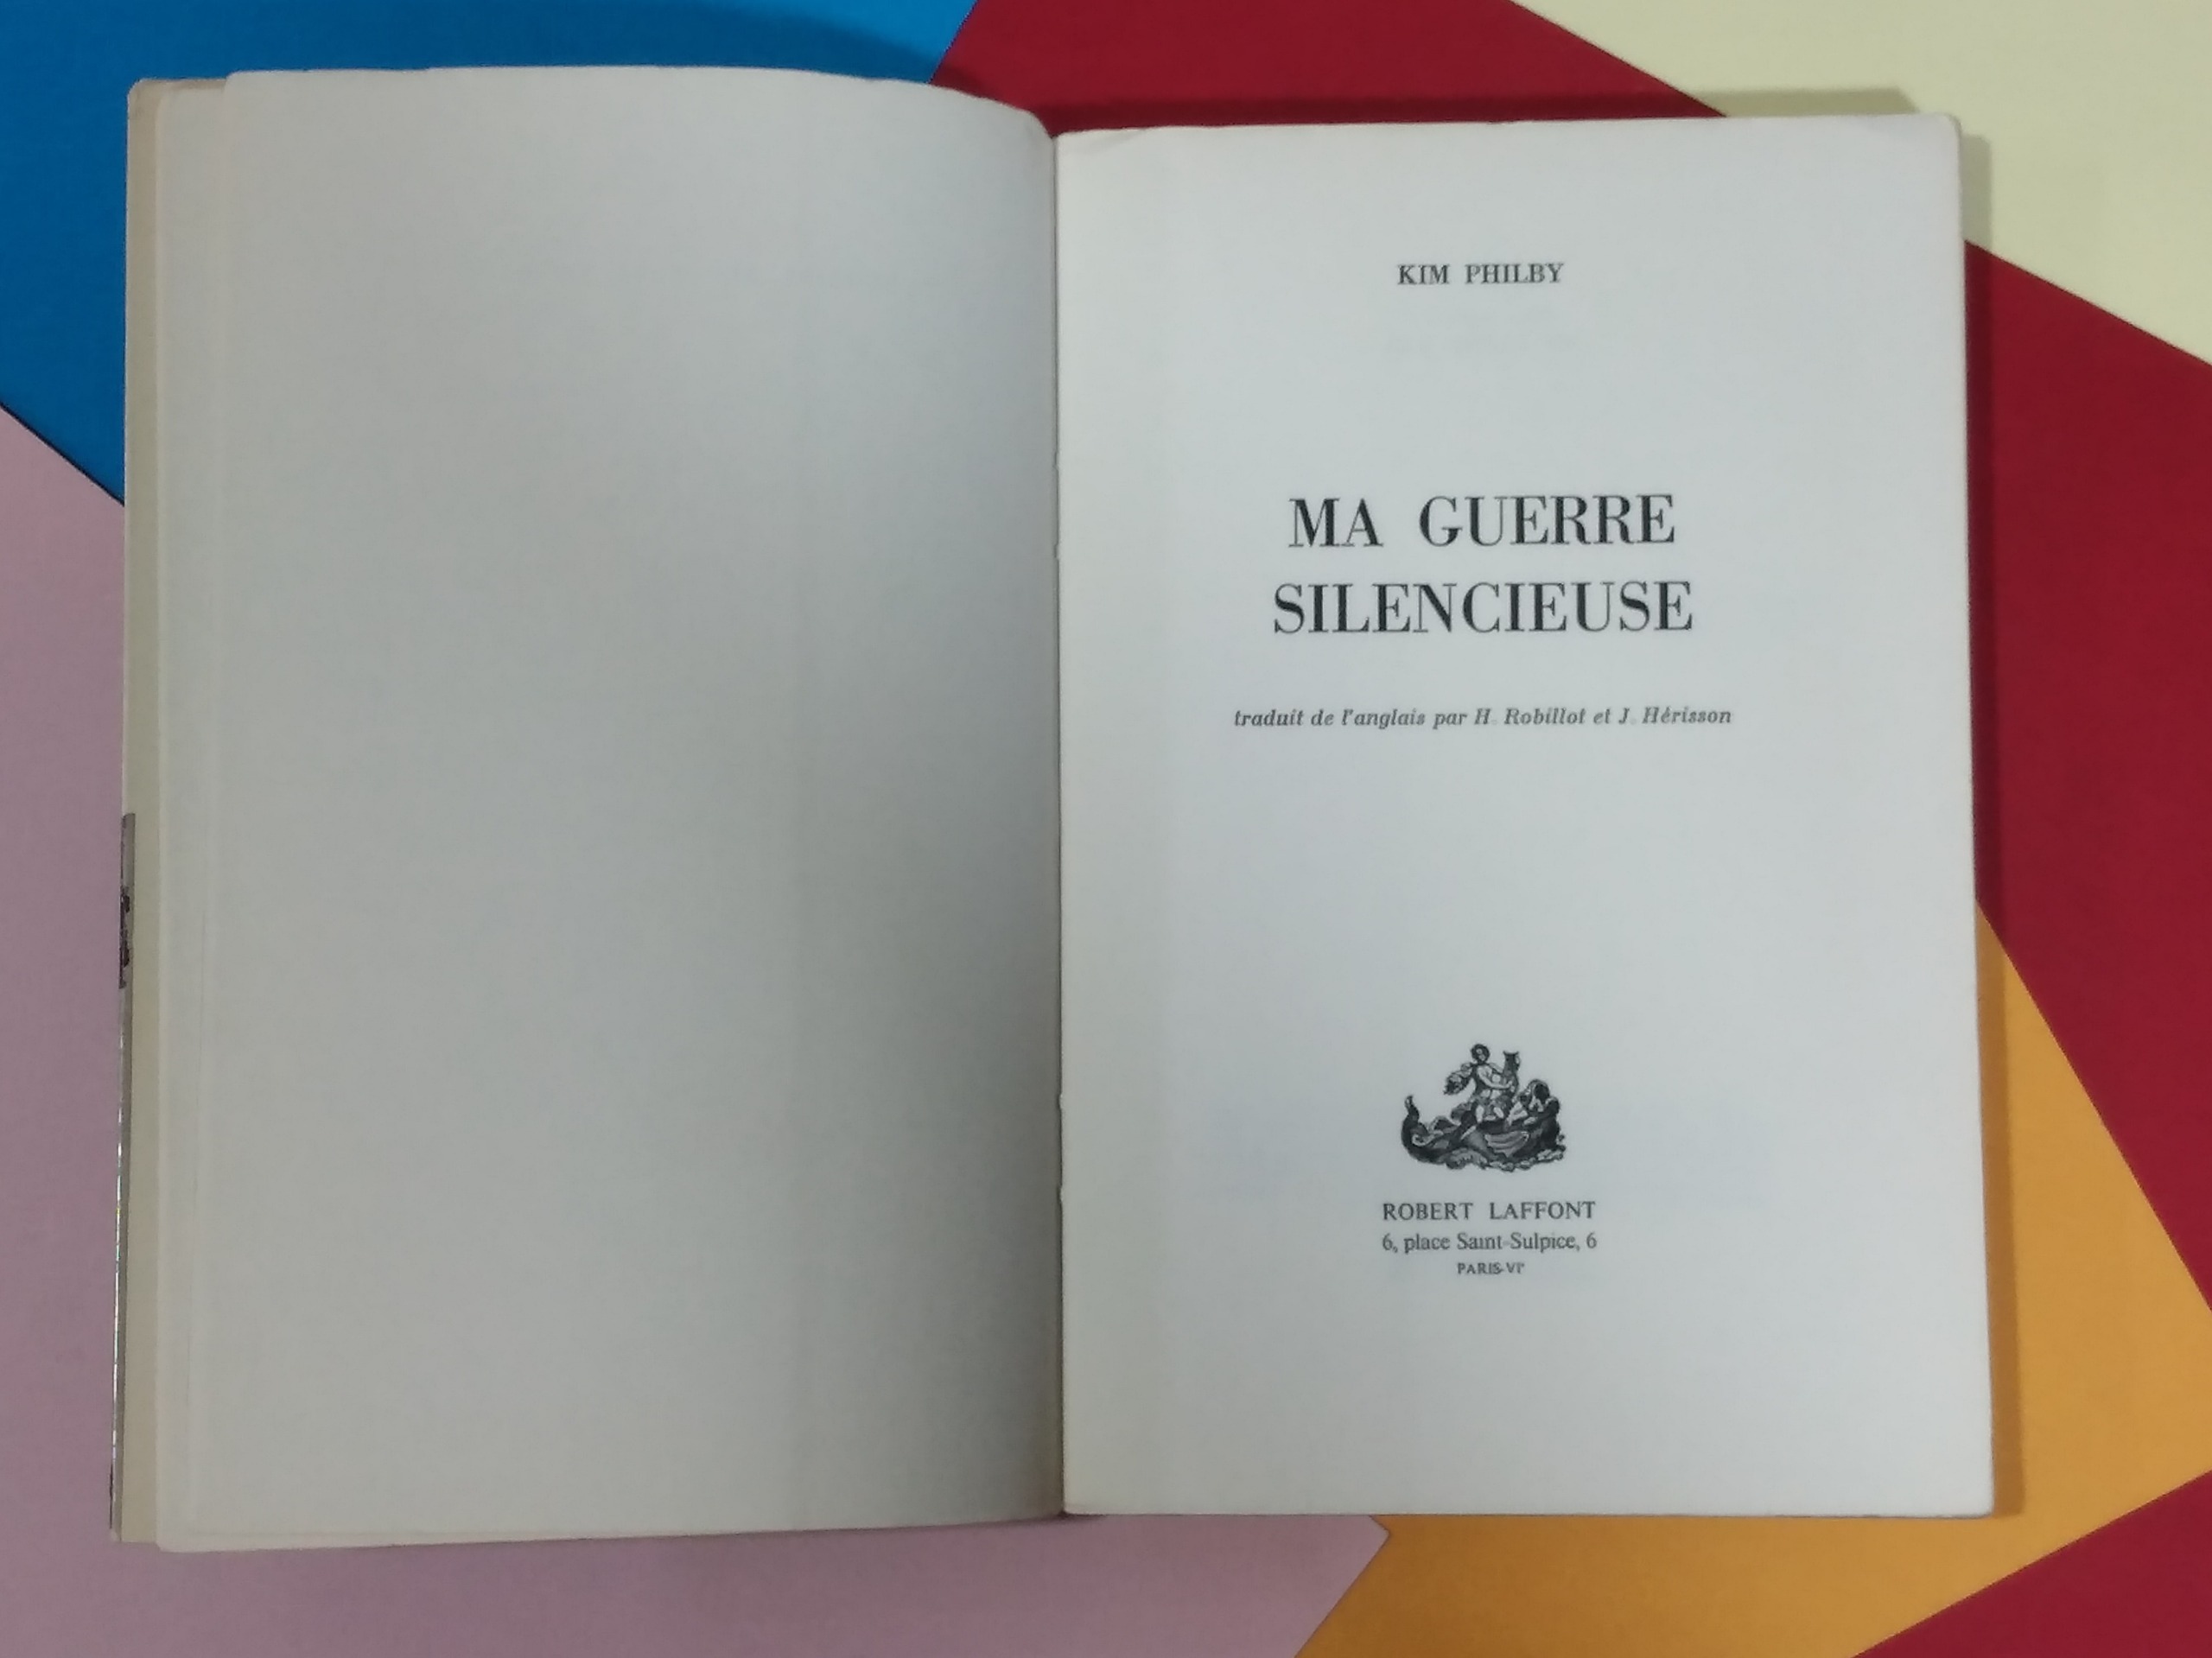 KIM PHILBY
MA GUERRE
SILENCIEUSE
traduit de l'anglais par H. Robillot et J. Hérisson
ROBERT LAFFONT
6, place Saint-Sulpice, 6
PARIS-VIᵉ